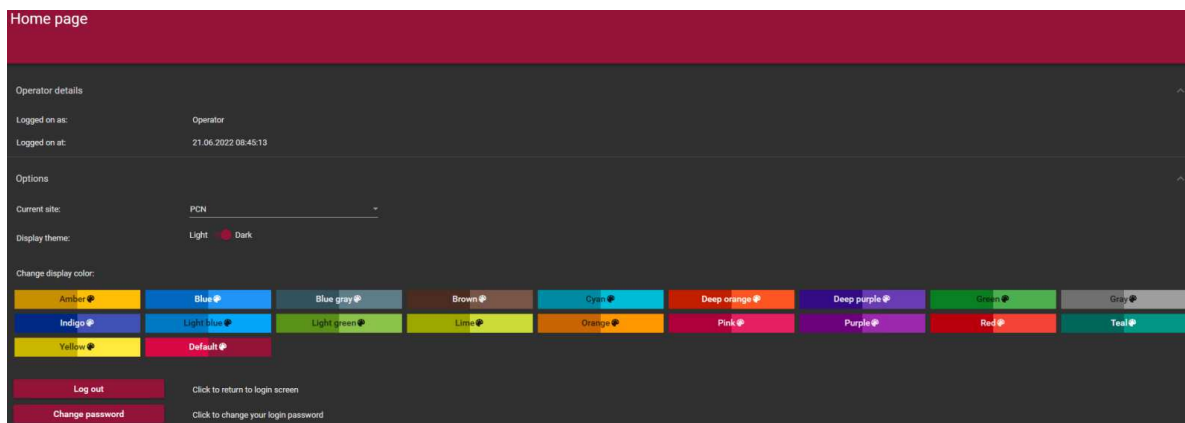 Home page
Operator details
Logged on as: Operator
Logged on at: 21.06.2022 08:45:13
Options
Current site: PCN
Display theme: Light Dark
Change display color:
Amber Blue Blue gray Brown Cyan Deep orange Deep purple Green Gray
Indigo Light blue Light green Lime Orange Pink Purple Red Teal
Yellow Default
Log out Click to return to login screen
Change password Click to change your login password